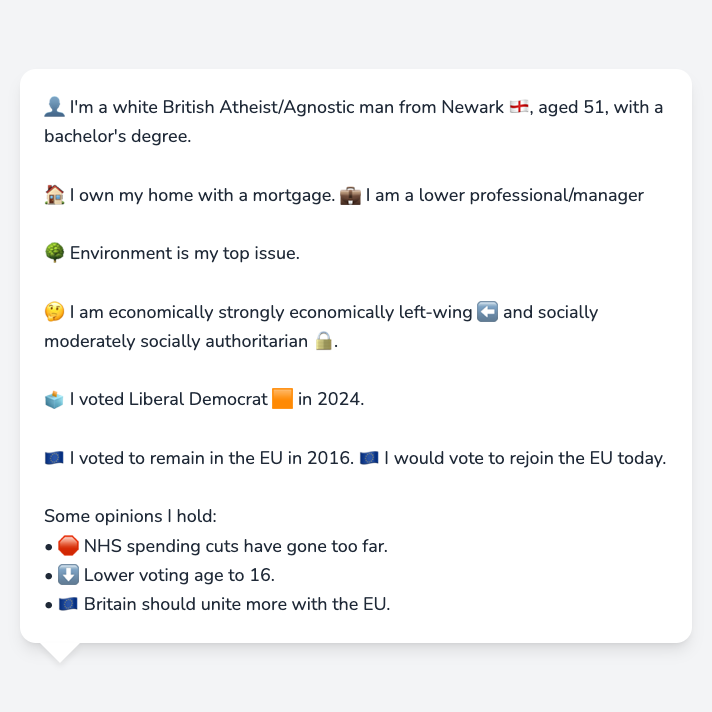 👤 I'm a white British Atheist/Agnostic man from Newark 🏴󠁧󠁢󠁥󠁮󠁧󠁿, aged 51, with a
bachelor's degree.
🏠 I own my home with a mortgage. 💼 I am a lower professional/manager
🌳 Environment is my top issue.
🤔 I am economically strongly economically left-wing ⬅️ and socially
moderately socially authoritarian 🔒.
🗳️ I voted Liberal Democrat 🟧 in 2024.
🇪🇺 I voted to remain in the EU in 2016. 🇪🇺 I would vote to rejoin the EU today.
Some opinions I hold:
• 🛑 NHS spending cuts have gone too far.
• ⬇️ Lower voting age to 16.
• 🇪🇺 Britain should unite more with the EU.